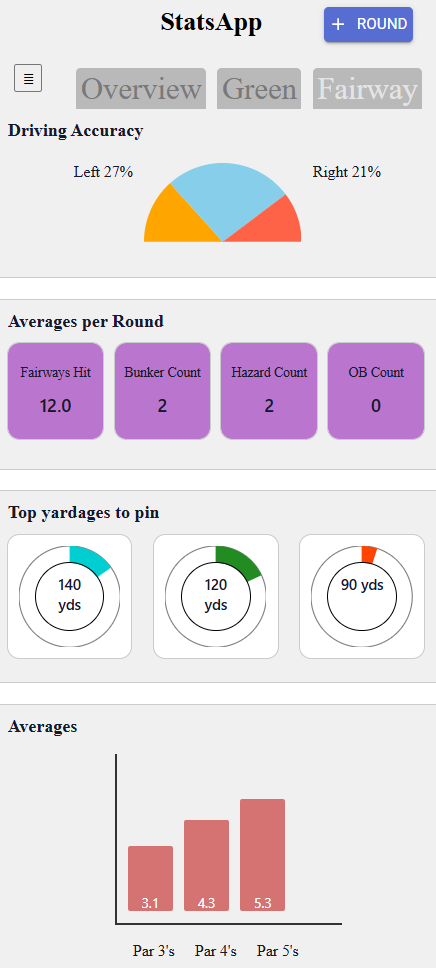 StatsApp
+ ROUND
≣
Overview Green Fairway
Driving Accuracy
Left 27% Right 21%
Averages per Round
Fairways Hit Bunker Count Hazard Count OB Count
12.0 2 2 0
Top yardages to pin
140 120 90 yds
yds yds
Averages
3.1 4.3 5.3
Par 3's Par 4's Par 5's